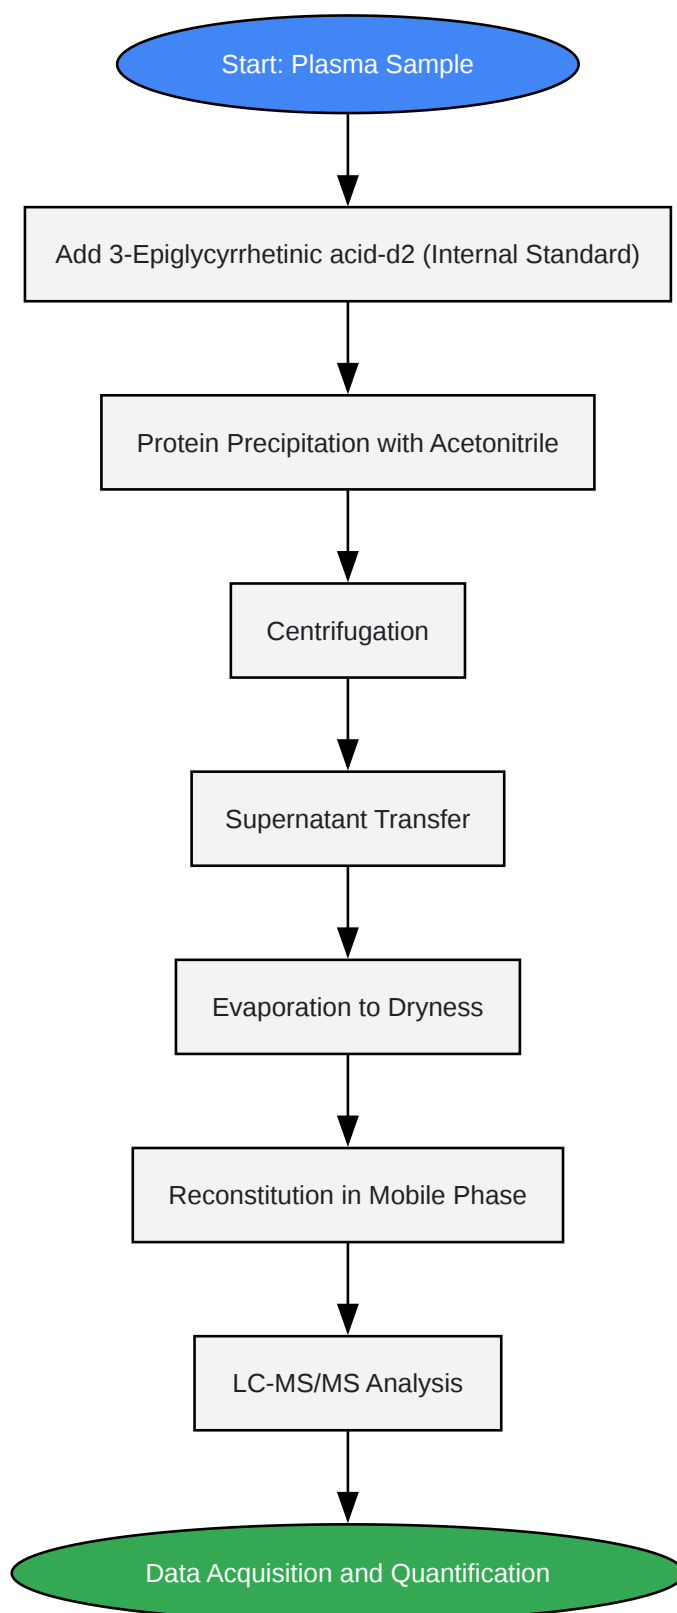 Start: Plasma Sample
Add 3-Epiglycyrrhetinic acid-d2 (Internal Standard)
Protein Precipitation with Acetonitrile
Centrifugation
Supernatant Transfer
Evaporation to Dryness
Reconstitution in Mobile Phase
LC-MS/MS Analysis
Data Acquisition and Quantification